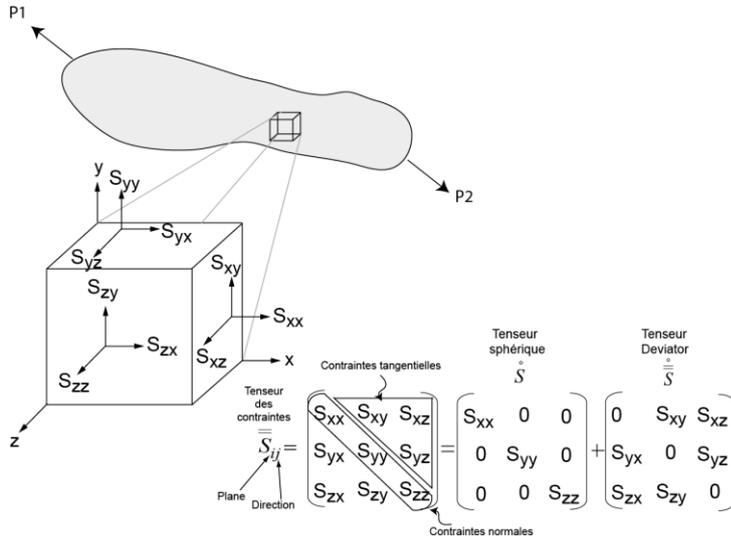 P1
P2
y
Syy
Syx
Syz
Szy
Sxy
Szx
Sxx
Sxz
Szz
x
z
Tenseur
des
contraintes
Sij =
Plane
Direction
Contraintes tangentielles
Sxx Sxy Sxz
Syx Syy Syz
Szx Szy Szz
Contraintes normales
=
Tenseur
sphérique
S
Sxx 0 0
0 Syy 0
0 0 Szz
+
Tenseur
Deviator
S
0 Sxy Sxz
Syx 0 Syz
Szx Szy 0